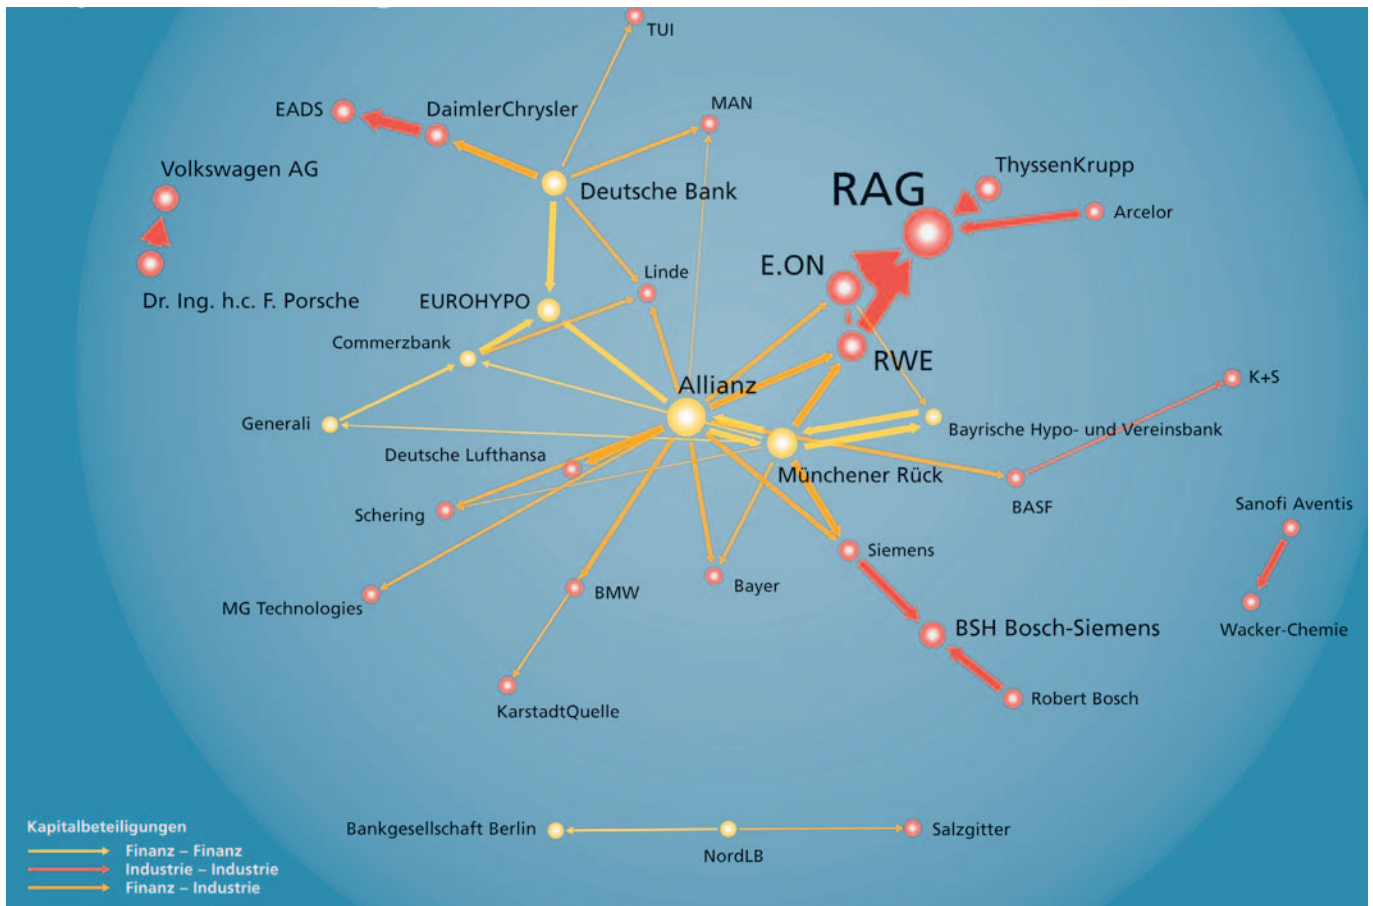 TUI
MAN
EADS
DaimlerChrysler
Volkswagen AG
ThyssenKrupp
Deutsche Bank
RAG
Arcelor
E.ON
Linde
Dr. Ing. h.c. F. Porsche
EUROHYPO
Commerzbank
RWE
Allianz
K+S
Generali
Bayrische Hypo- und Vereinsbank
Deutsche Lufthansa
Münchener Rück
Schering
BASF
Sanofi Aventis
Siemens
MG Technologies
BMW
Bayer
BSH Bosch-Siemens
Wacker-Chemie
Robert Bosch
KarstadtQuelle
Bankgesellschaft Berlin
NordLB
Salzgitter
Kapitalbeteiligungen
Finanz – Finanz
Industrie – Industrie
Finanz – Industrie